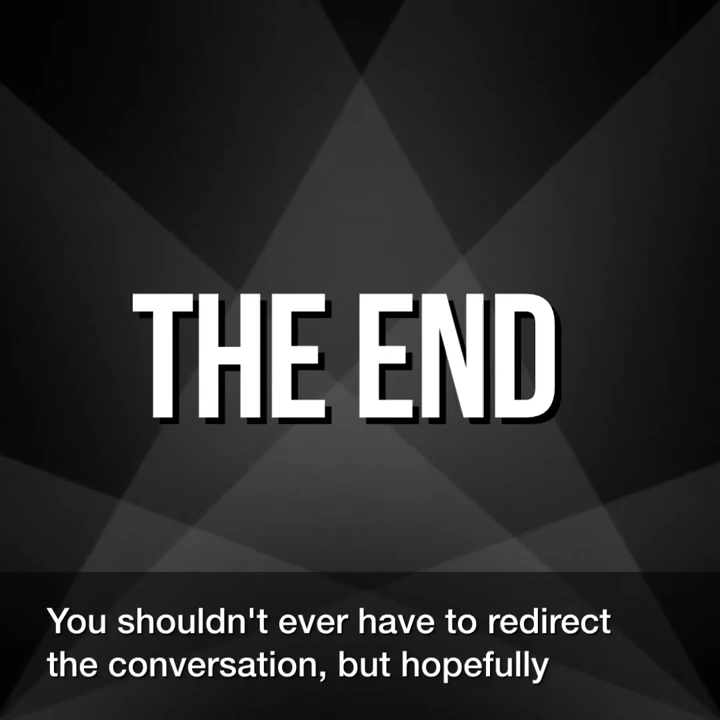 THE END
You shouldn't ever have to redirect
the conversation, but hopefully